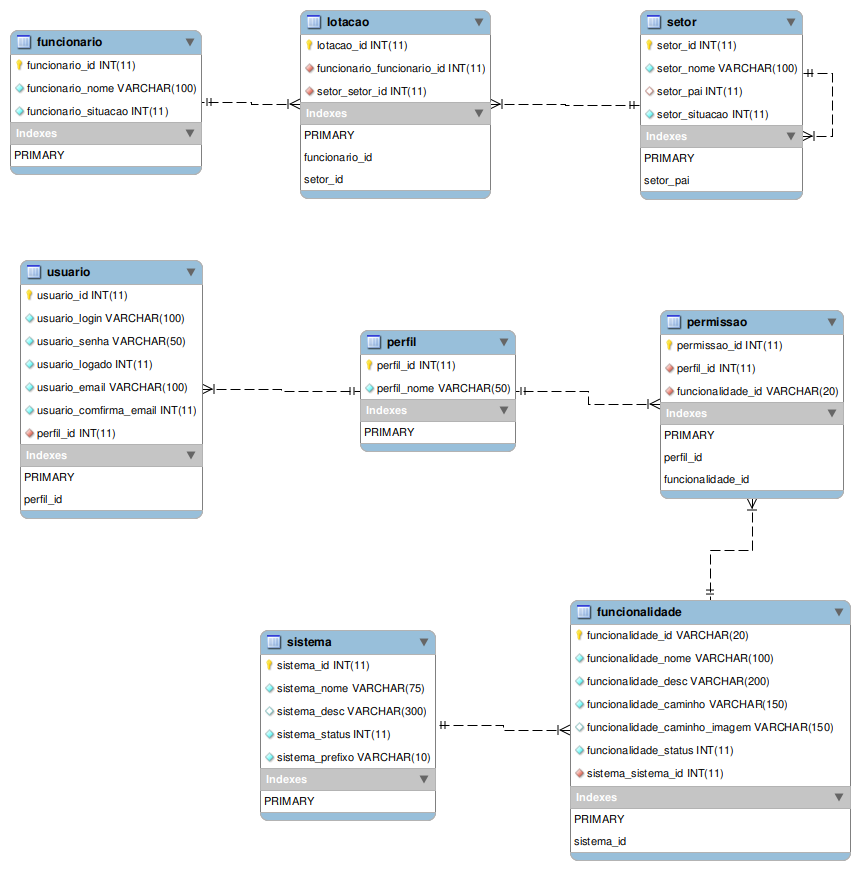 funcionario
funcionario_id INT(11)
funcionario_nome VARCHAR(100)
funcionario_situacao INT(11)
Indexes
PRIMARY
lotacao
lotacao_id INT(11)
funcionario_funcionario_id INT(11)
setor_setor_id INT(11)
Indexes
PRIMARY
funcionario_id
setor_id
setor
setor_id INT(11)
setor_nome VARCHAR(100)
setor_pai INT(11)
setor_situacao INT(11)
Indexes
PRIMARY
setor_pai
usuario
usuario_id INT(11)
usuario_login VARCHAR(100)
usuario_senha VARCHAR(50)
usuario_logado INT(11)
usuario_email VARCHAR(100)
usuario_comfirma_email INT(11)
perfil_id INT(11)
Indexes
PRIMARY
perfil_id
perfil
perfil_id INT(11)
perfil_nome VARCHAR(50)
Indexes
PRIMARY
permissao
permissao_id INT(11)
perfil_id INT(11)
funcionalidade_id VARCHAR(20)
Indexes
PRIMARY
perfil_id
funcionalidade_id
sistema
sistema_id INT(11)
sistema_nome VARCHAR(75)
sistema_desc VARCHAR(300)
sistema_status INT(11)
sistema_prefixo VARCHAR(10)
Indexes
PRIMARY
funcionalidade
funcionalidade_id VARCHAR(20)
funcionalidade_nome VARCHAR(100)
funcionalidade_desc VARCHAR(200)
funcionalidade_caminho VARCHAR(150)
funcionalidade_caminho_imagem VARCHAR(150)
funcionalidade_status INT(11)
sistema_sistema_id INT(11)
Indexes
PRIMARY
sistema_id